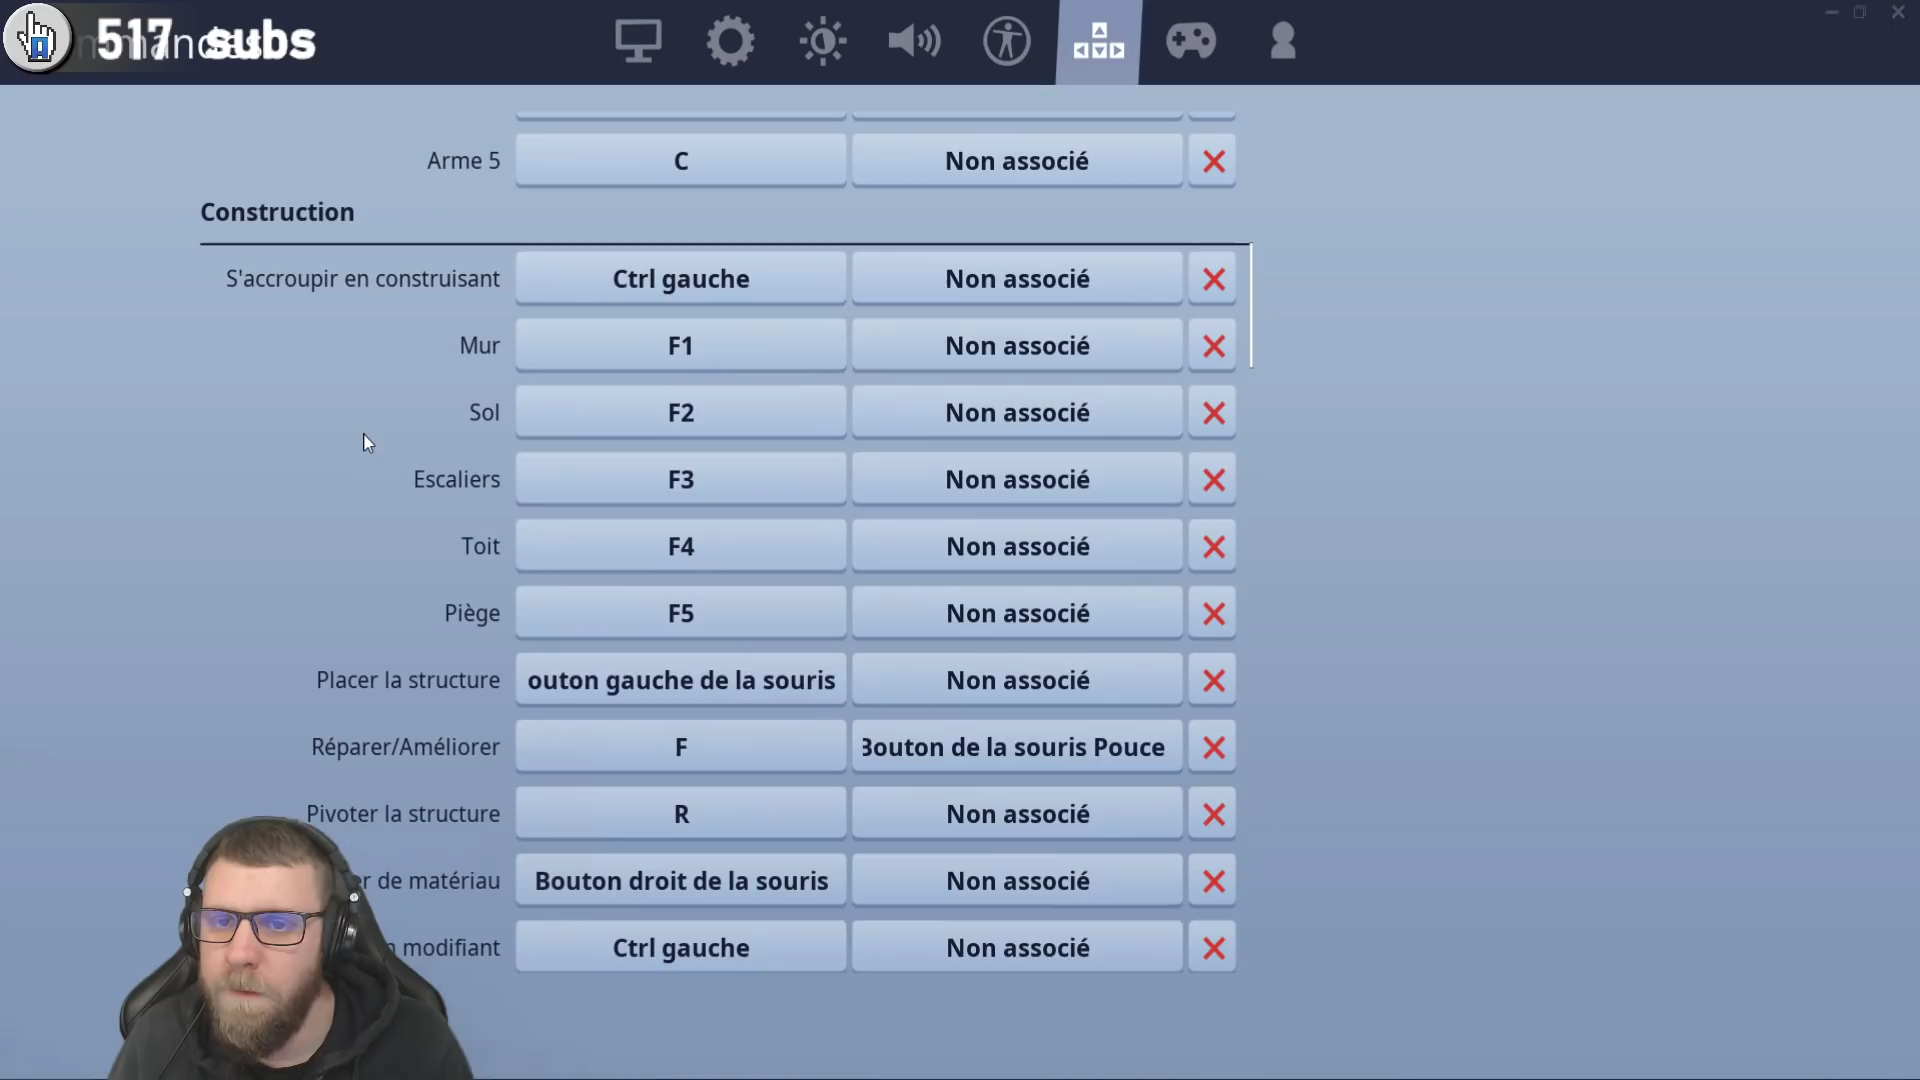 517 subs
Arme 5 C Non associé
Construction
S'accroupir en construisant Ctrl gauche Non associé
Mur F1 Non associé
Sol F2 Non associé
Escaliers F3 Non associé
Toit F4 Non associé
Piège F5 Non associé
Placer la structure outon gauche de la souris Non associé
Réparer/Améliorer F Bouton de la souris Pouce
Pivoter la structure R Non associé
de matériau Bouton droit de la souris Non associé
modifiant Ctrl gauche Non associé